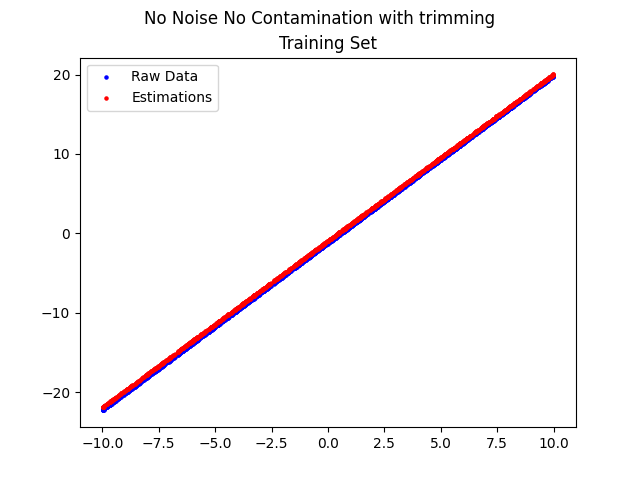 No Noise No Contamination with trimming
Training Set
Raw Data
Estimations
20
10
0
−10
−20
−10.0 −7.5 −5.0 −2.5 0.0 2.5 5.0 7.5 10.0